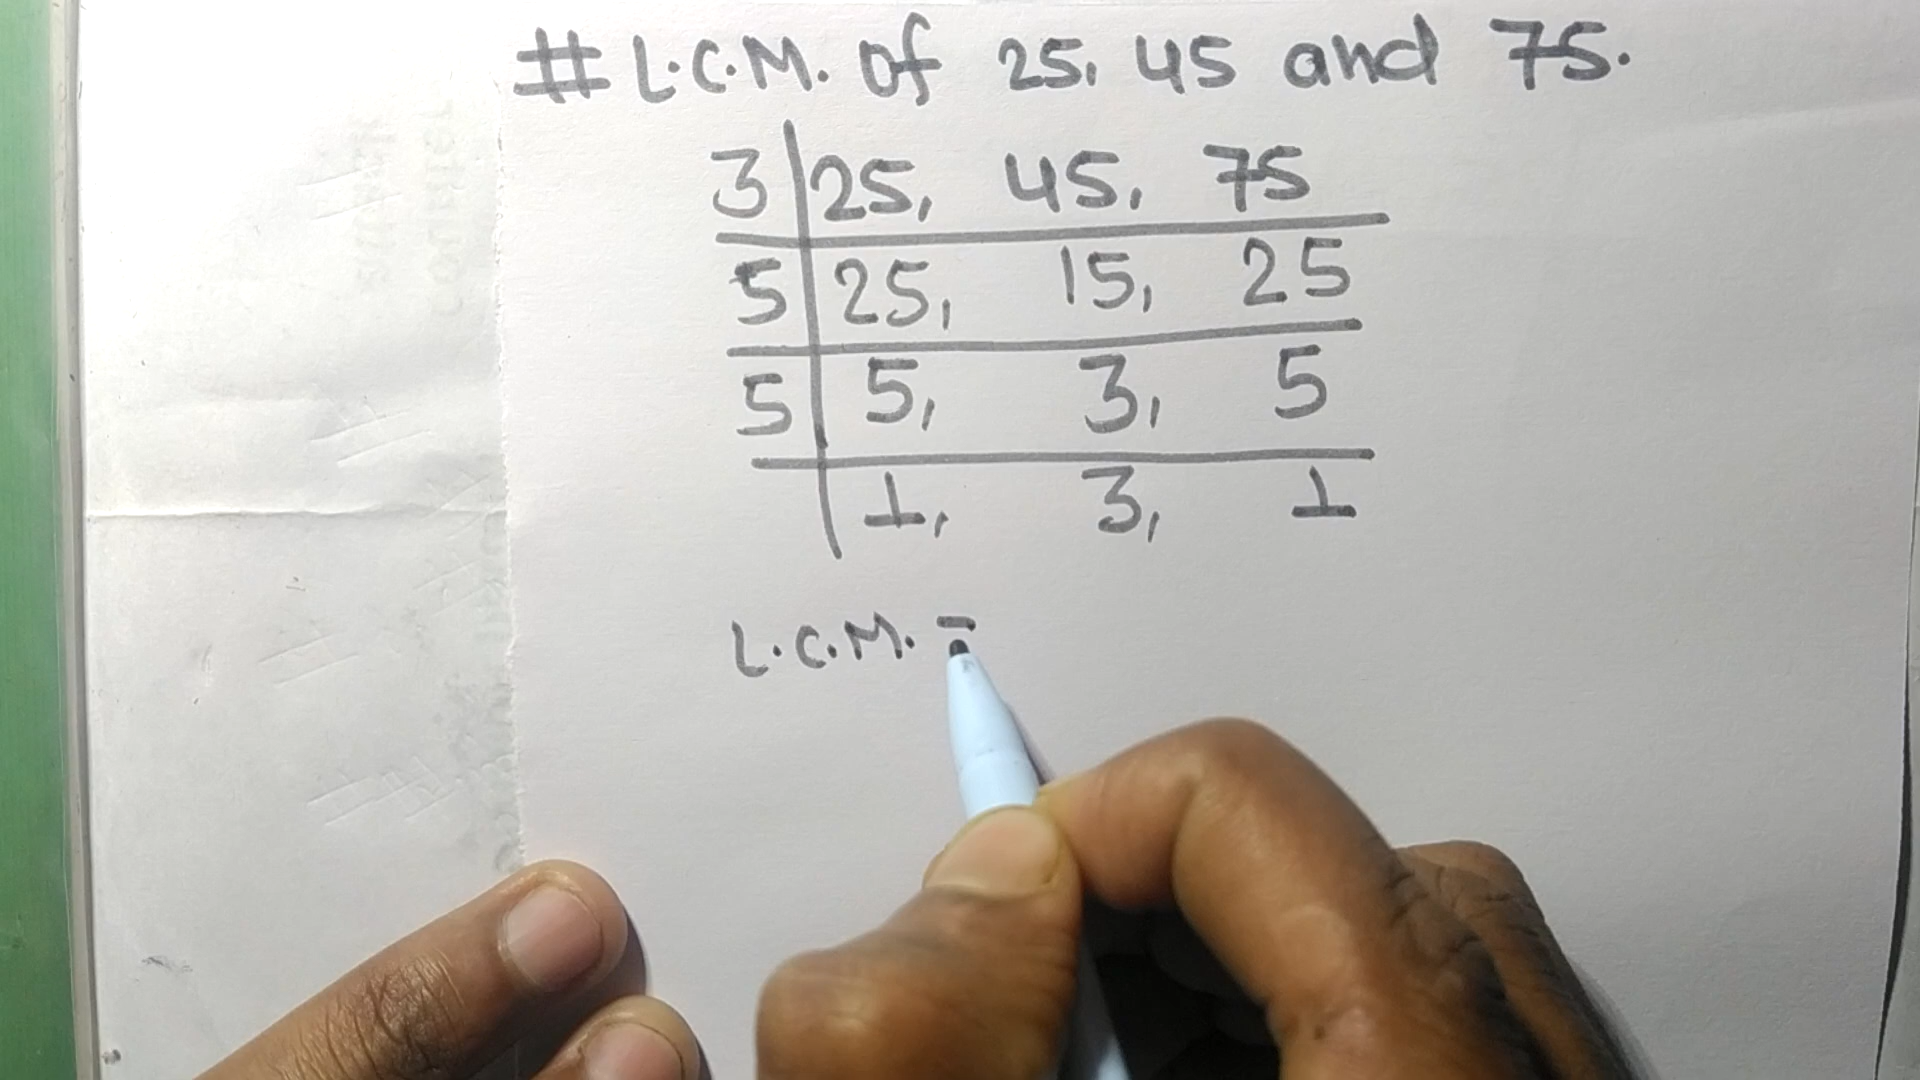 # L.C.M. of 25, 45 and 75.
3 | 25, 45, 75
5 | 25, 15, 25
5 | 5, 3, 5
| 1, 3, 1
L.C.M. =